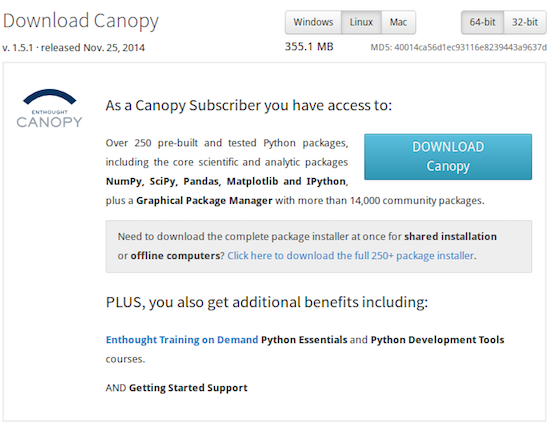 Download Canopy
Windows Linux Mac
64-bit 32-bit
v. 1.5.1 · released Nov. 25, 2014
355.1 MB
MD5: 40014ca56d1ec93116e8239443a9637d
ENTHOUGHT
CANOPY
As a Canopy Subscriber you have access to:
Over 250 pre-built and tested Python packages,
including the core scientific and analytic packages
NumPy, SciPy, Pandas, Matplotlib and IPython,
plus a Graphical Package Manager with more than 14,000 community packages.
DOWNLOAD
Canopy
Need to download the complete package installer at once for shared installation
or offline computers? Click here to download the full 250+ package installer.
PLUS, you also get additional benefits including:
Enthought Training on Demand Python Essentials and Python Development Tools
courses.
AND Getting Started Support